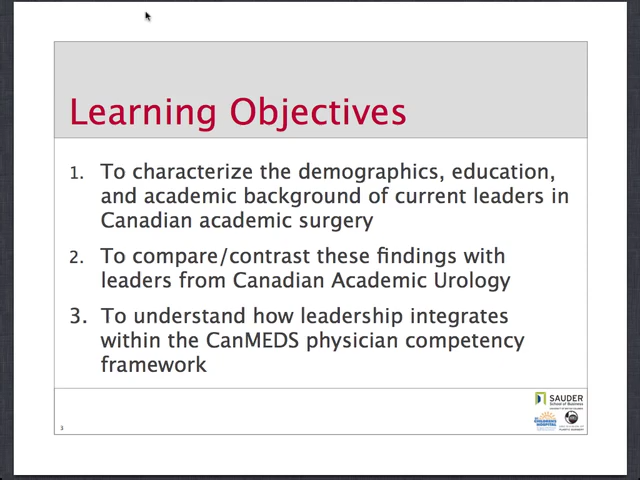 Learning Objectives
1. To characterize the demographics, education,
and academic background of current leaders in
Canadian academic surgery
2. To compare/contrast these findings with
leaders from Canadian Academic Urology
3. To understand how leadership integrates
within the CanMEDS physician competency
framework
3
SAUDER
School of Business
CHILDREN'S HOSPITAL